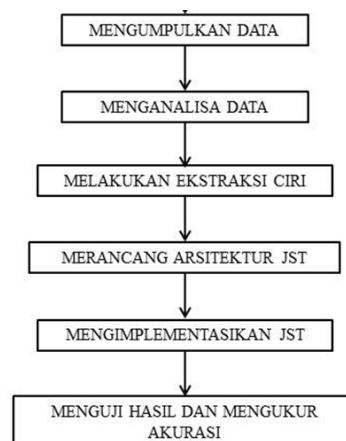 MENGUMPULKAN DATA
MENGANALISA DATA
MELAKUKAN EKSTRAKSI CIRI
MERANCANG ARSITEKTUR JST
MENGIMPLEMENTASIKAN JST
MENGUJI HASIL DAN MENGUKUR
AKURASI